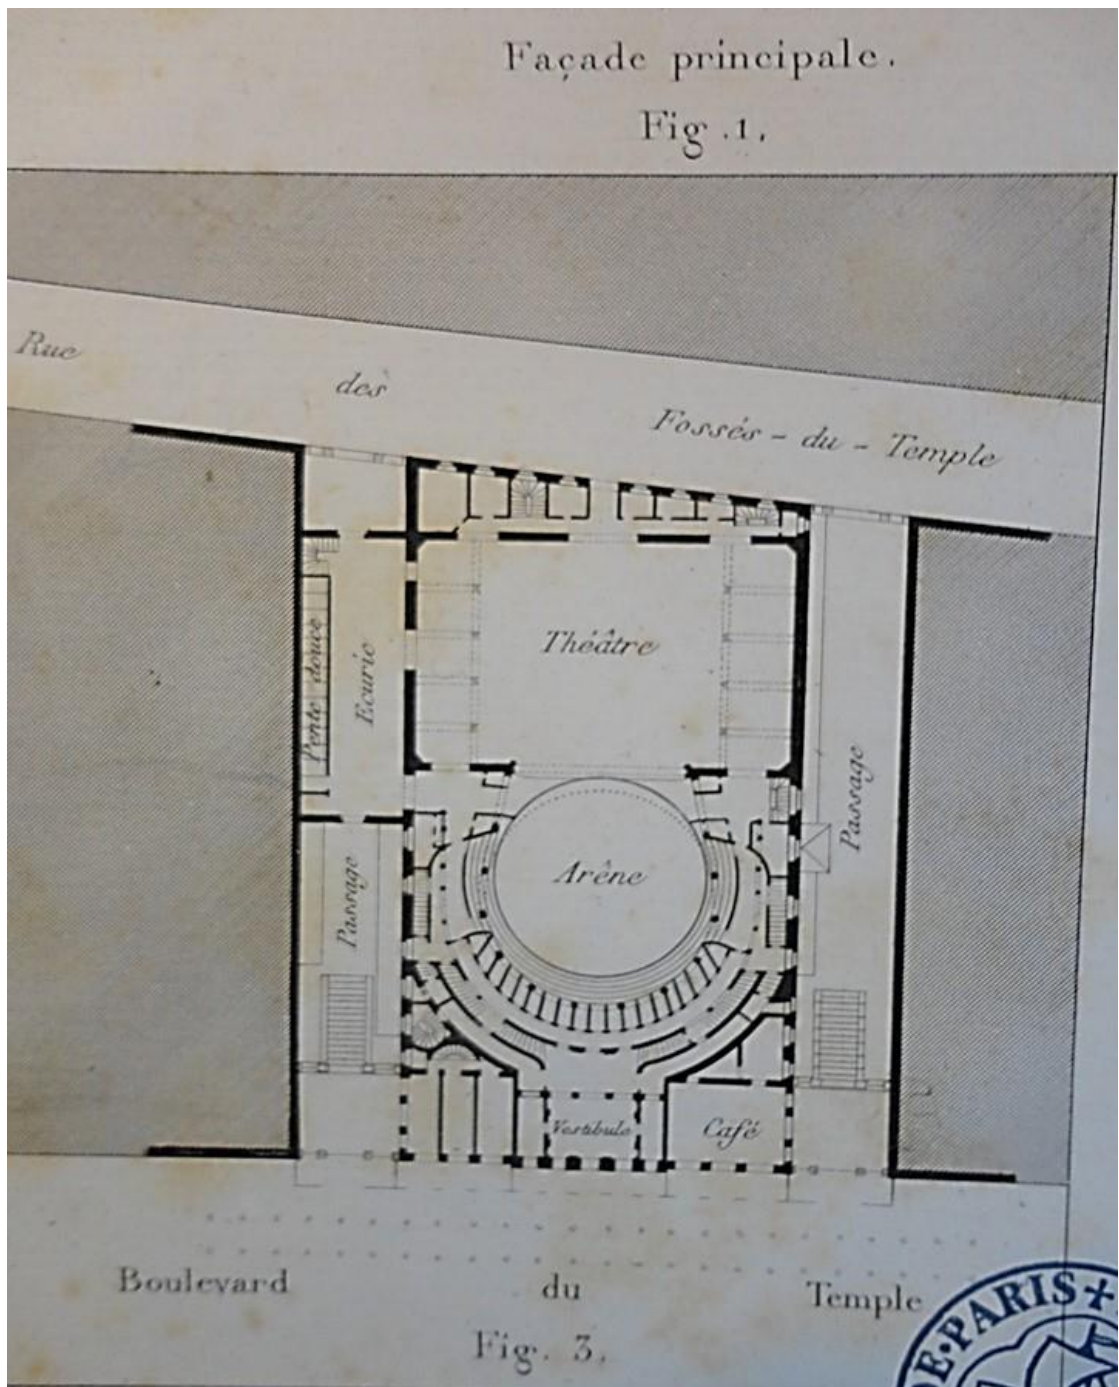 Façade principale.
Fig. 1.
Rue des Fossés - du - Temple
Théâtre
Pente douce
Ecurie
Passage
Arêne
Passage
Vestibule
Café
Boulevard du Temple
Fig. 3.
DE·PARIS+